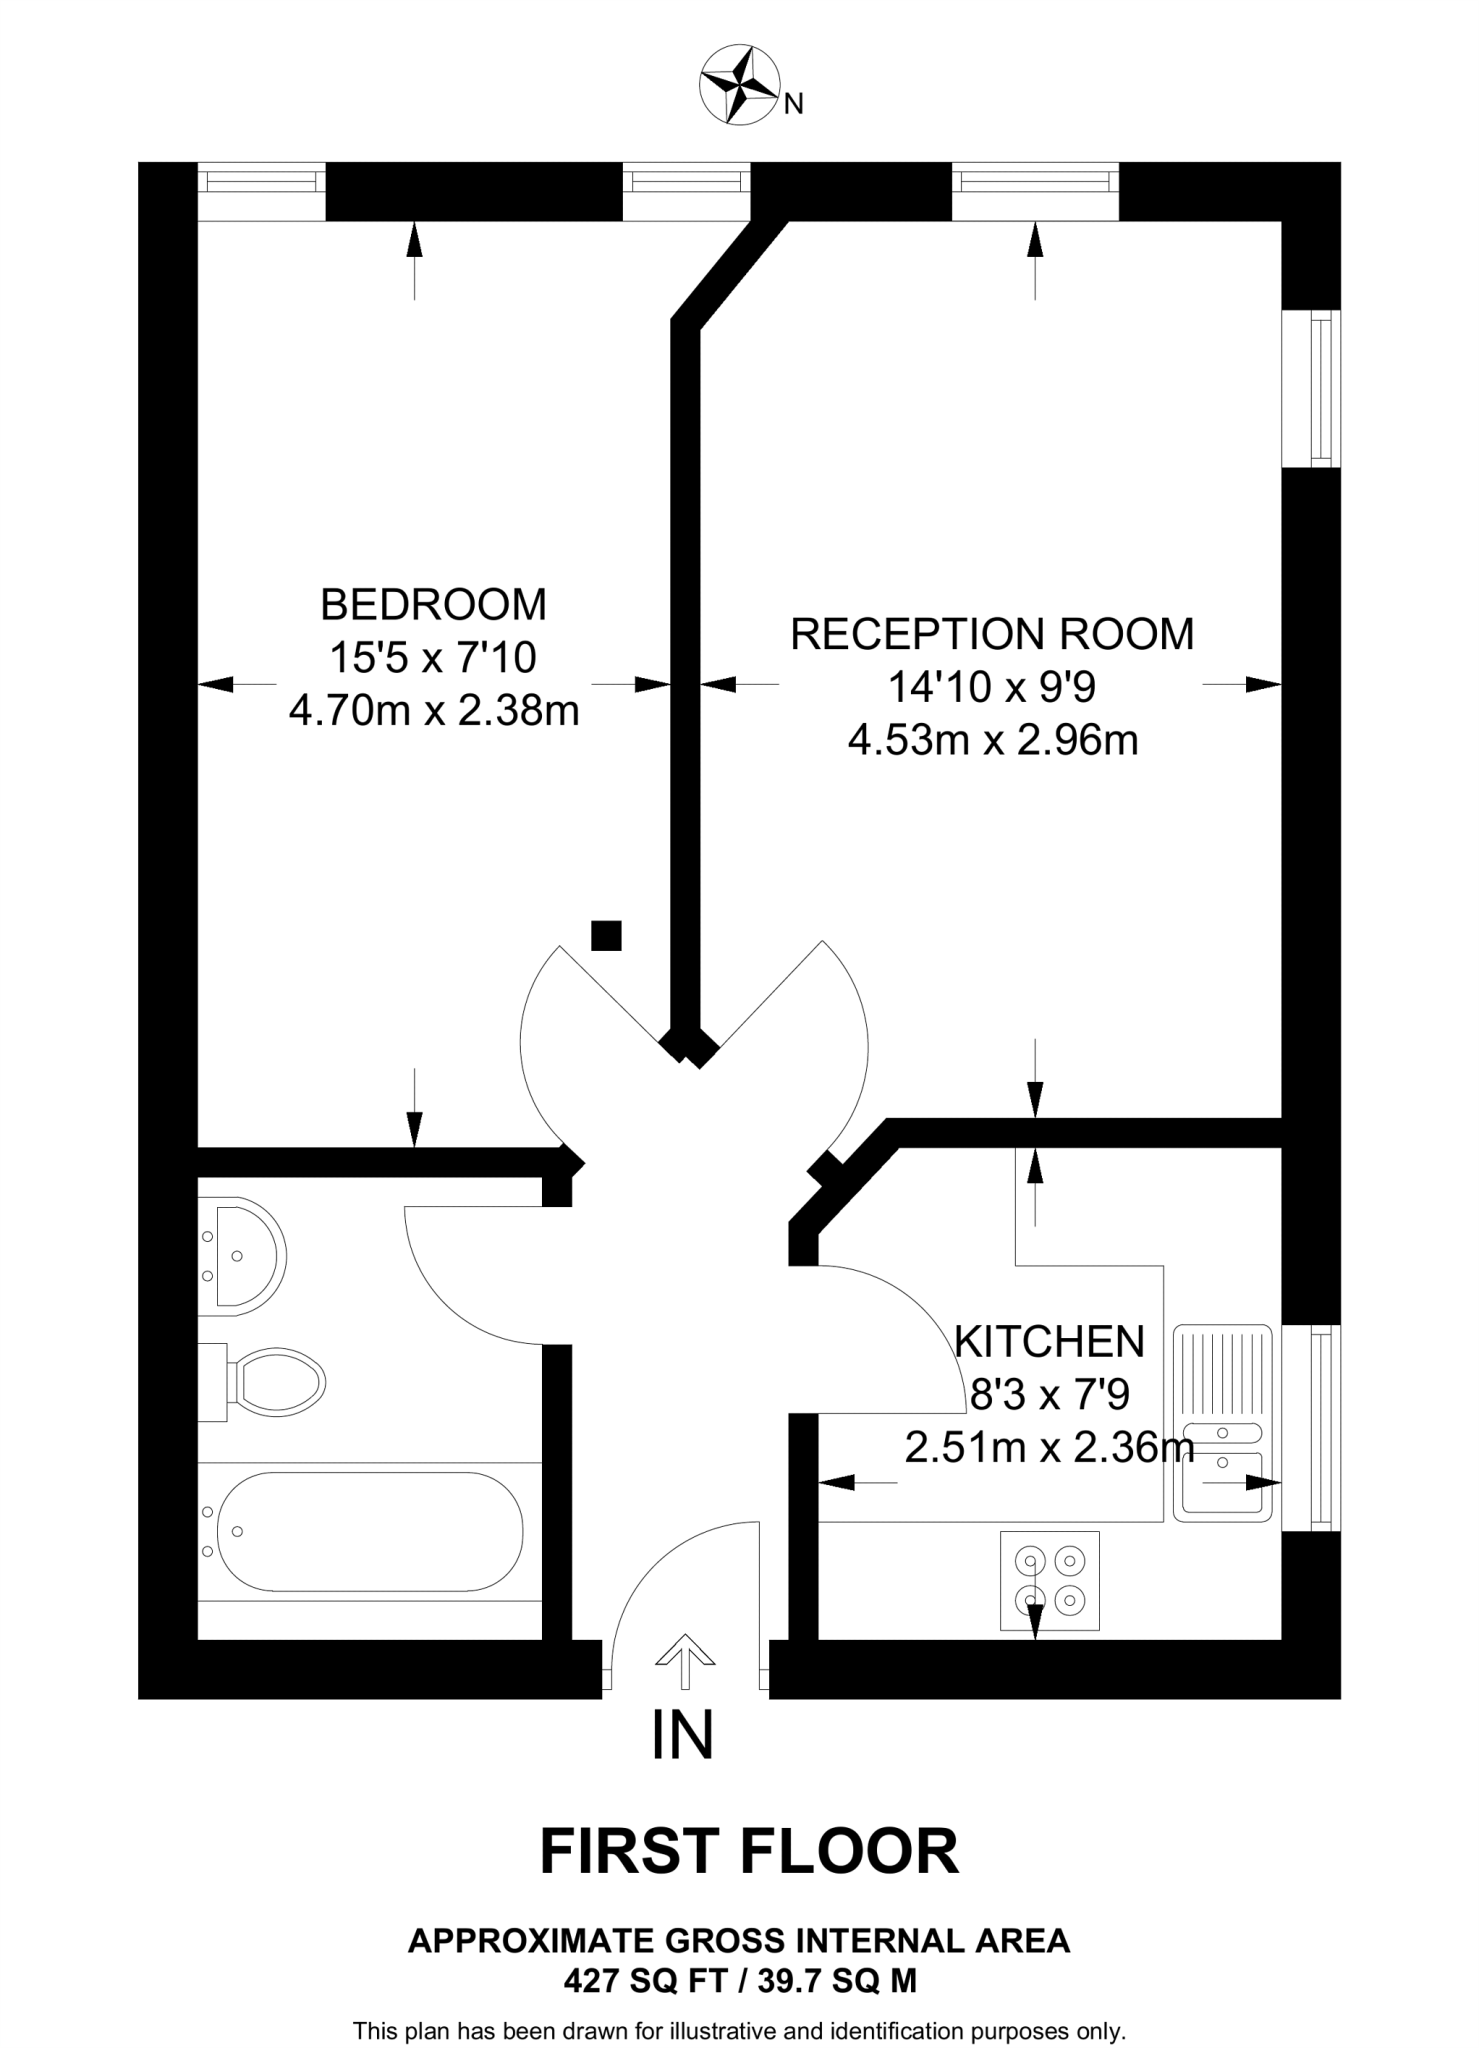 N
BEDROOM
15'5 x 7'10
4.70m x 2.38m
RECEPTION ROOM
14'10 x 9'9
4.53m x 2.96m
KITCHEN
8'3 x 7'9
2.51m x 2.36m
IN
FIRST FLOOR
APPROXIMATE GROSS INTERNAL AREA
427 SQ FT / 39.7 SQ M
This plan has been drawn for illustrative and identification purposes only.